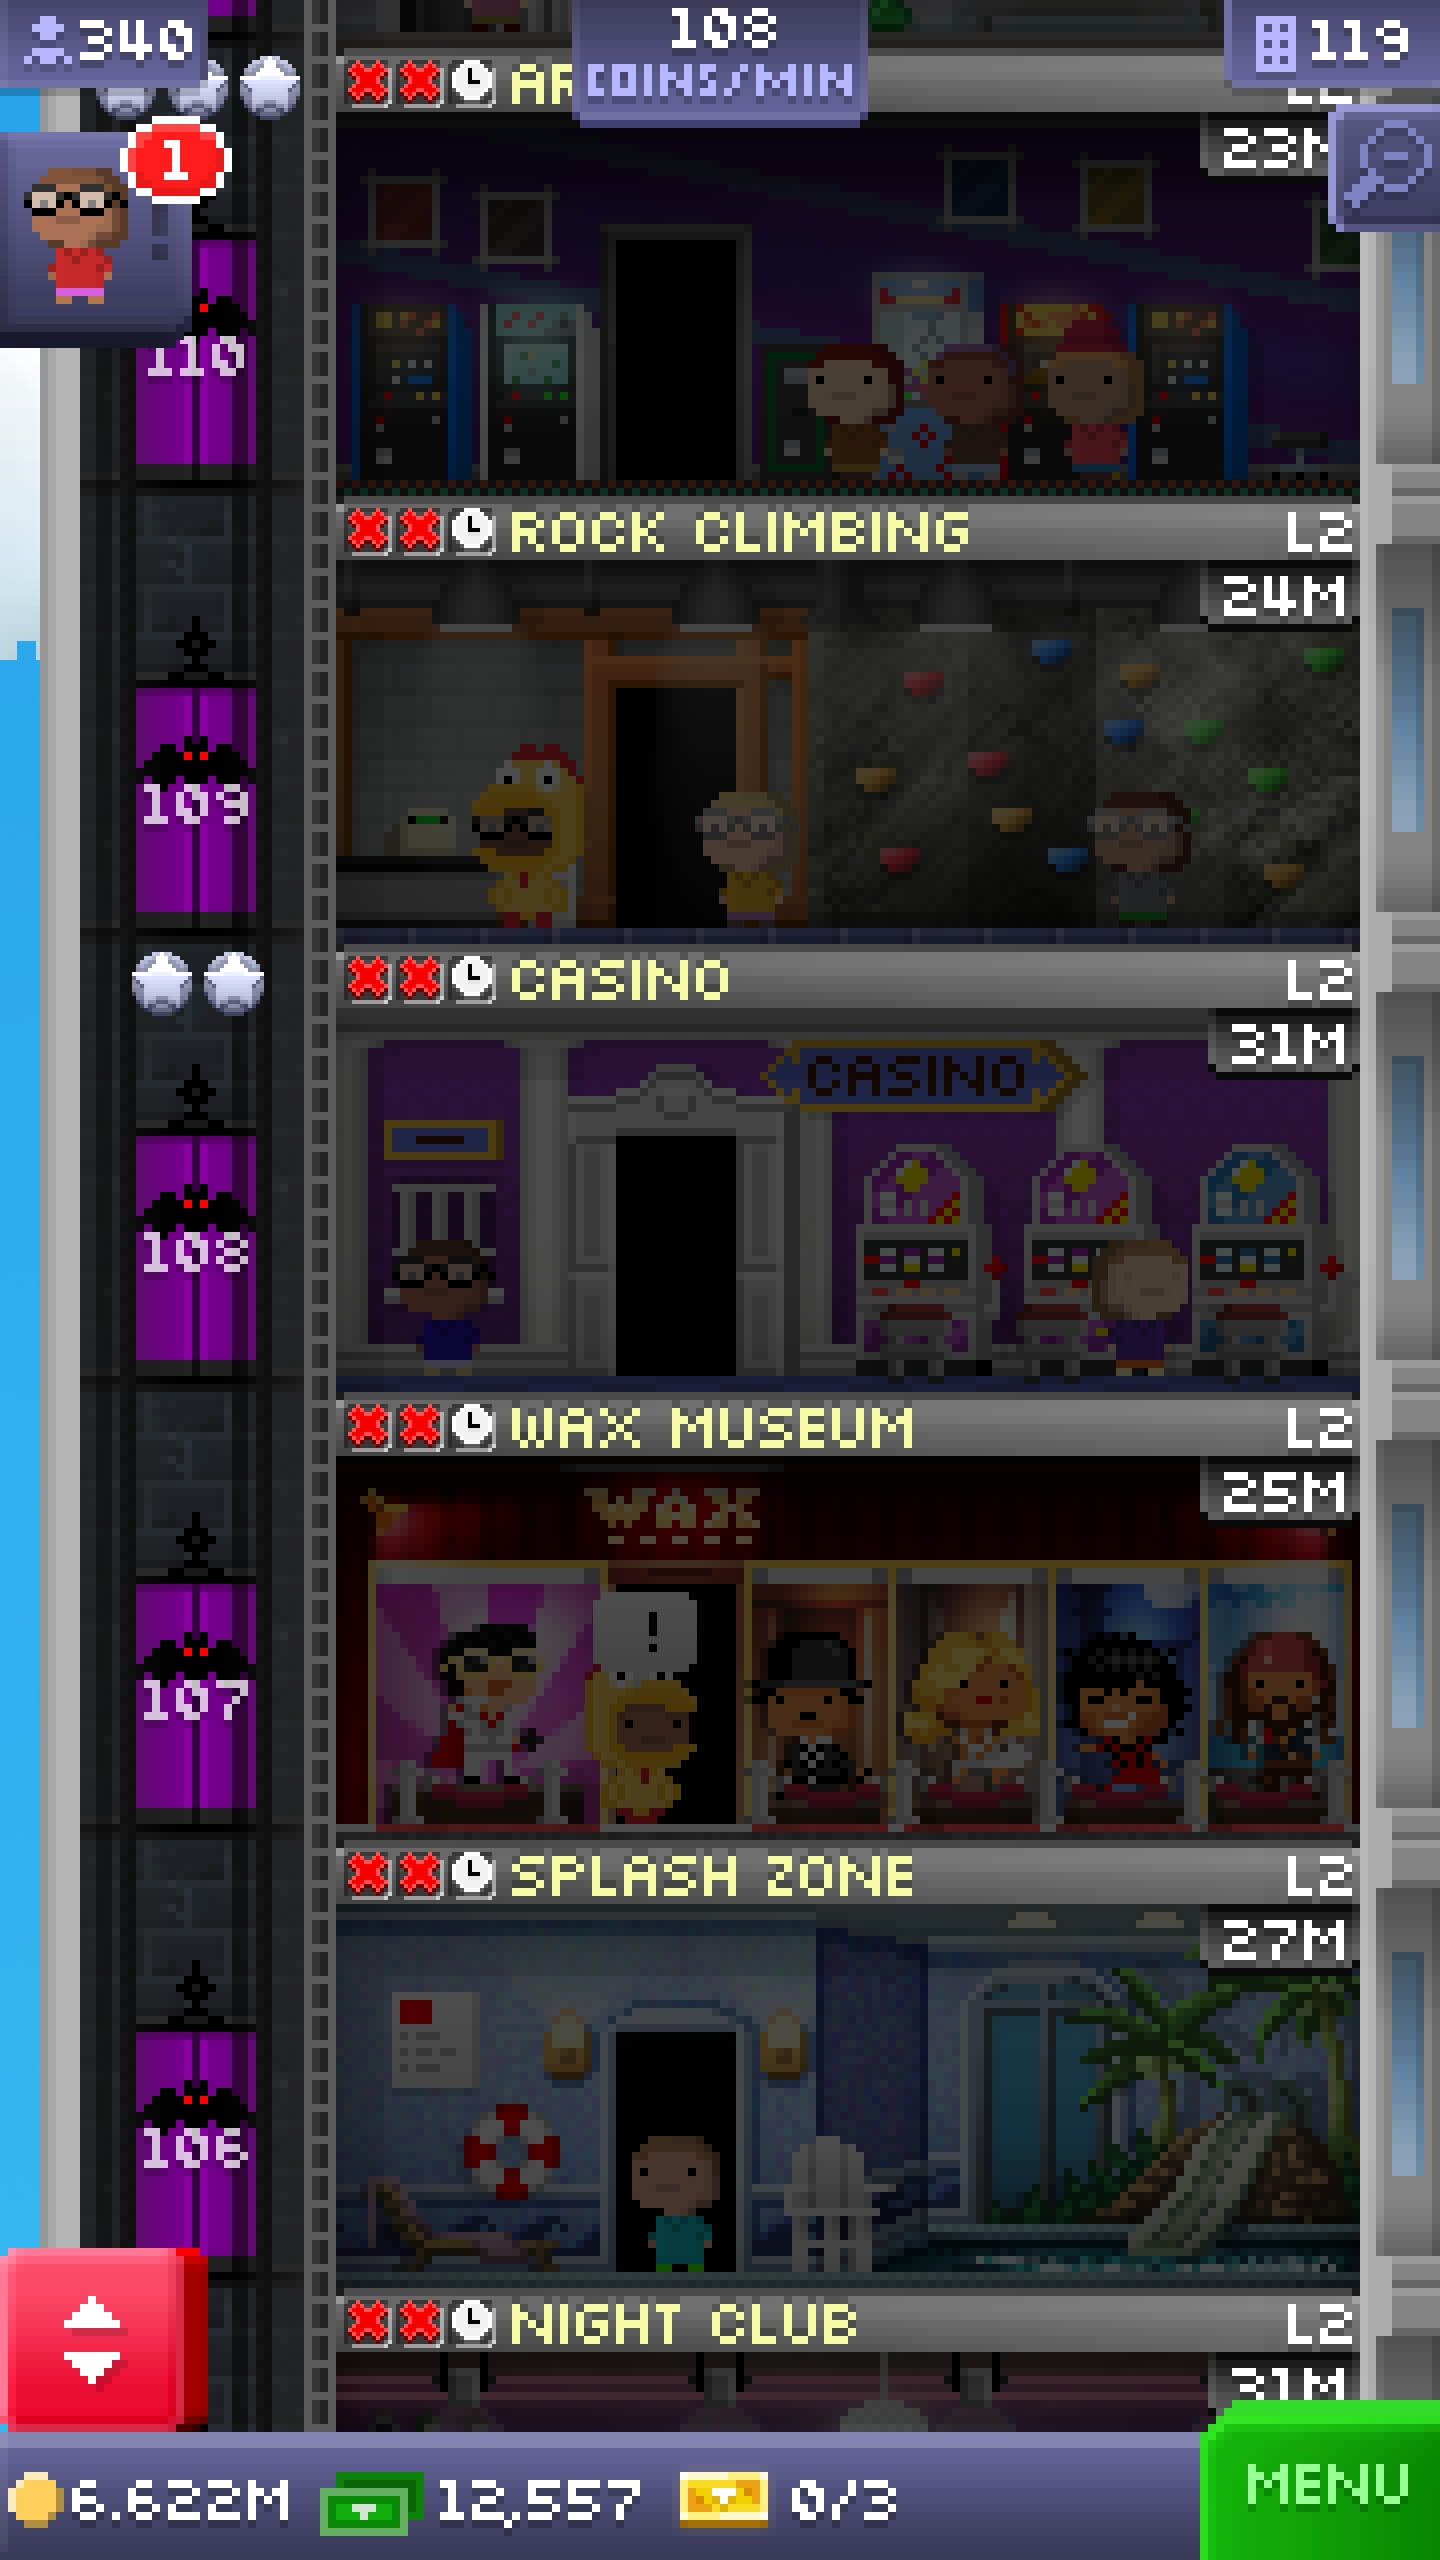 340
108
COINS/MIN
119
1
23M
110
ROCK CLIMBING L2
24M
109
CASINO L2
31M
CASINO
108
WAX MUSEUM L2
25M
WAX
!
107
SPLASH ZONE L2
27M
106
NIGHT CLUB L2
31M
6.622M 12,557 0/3
MENU